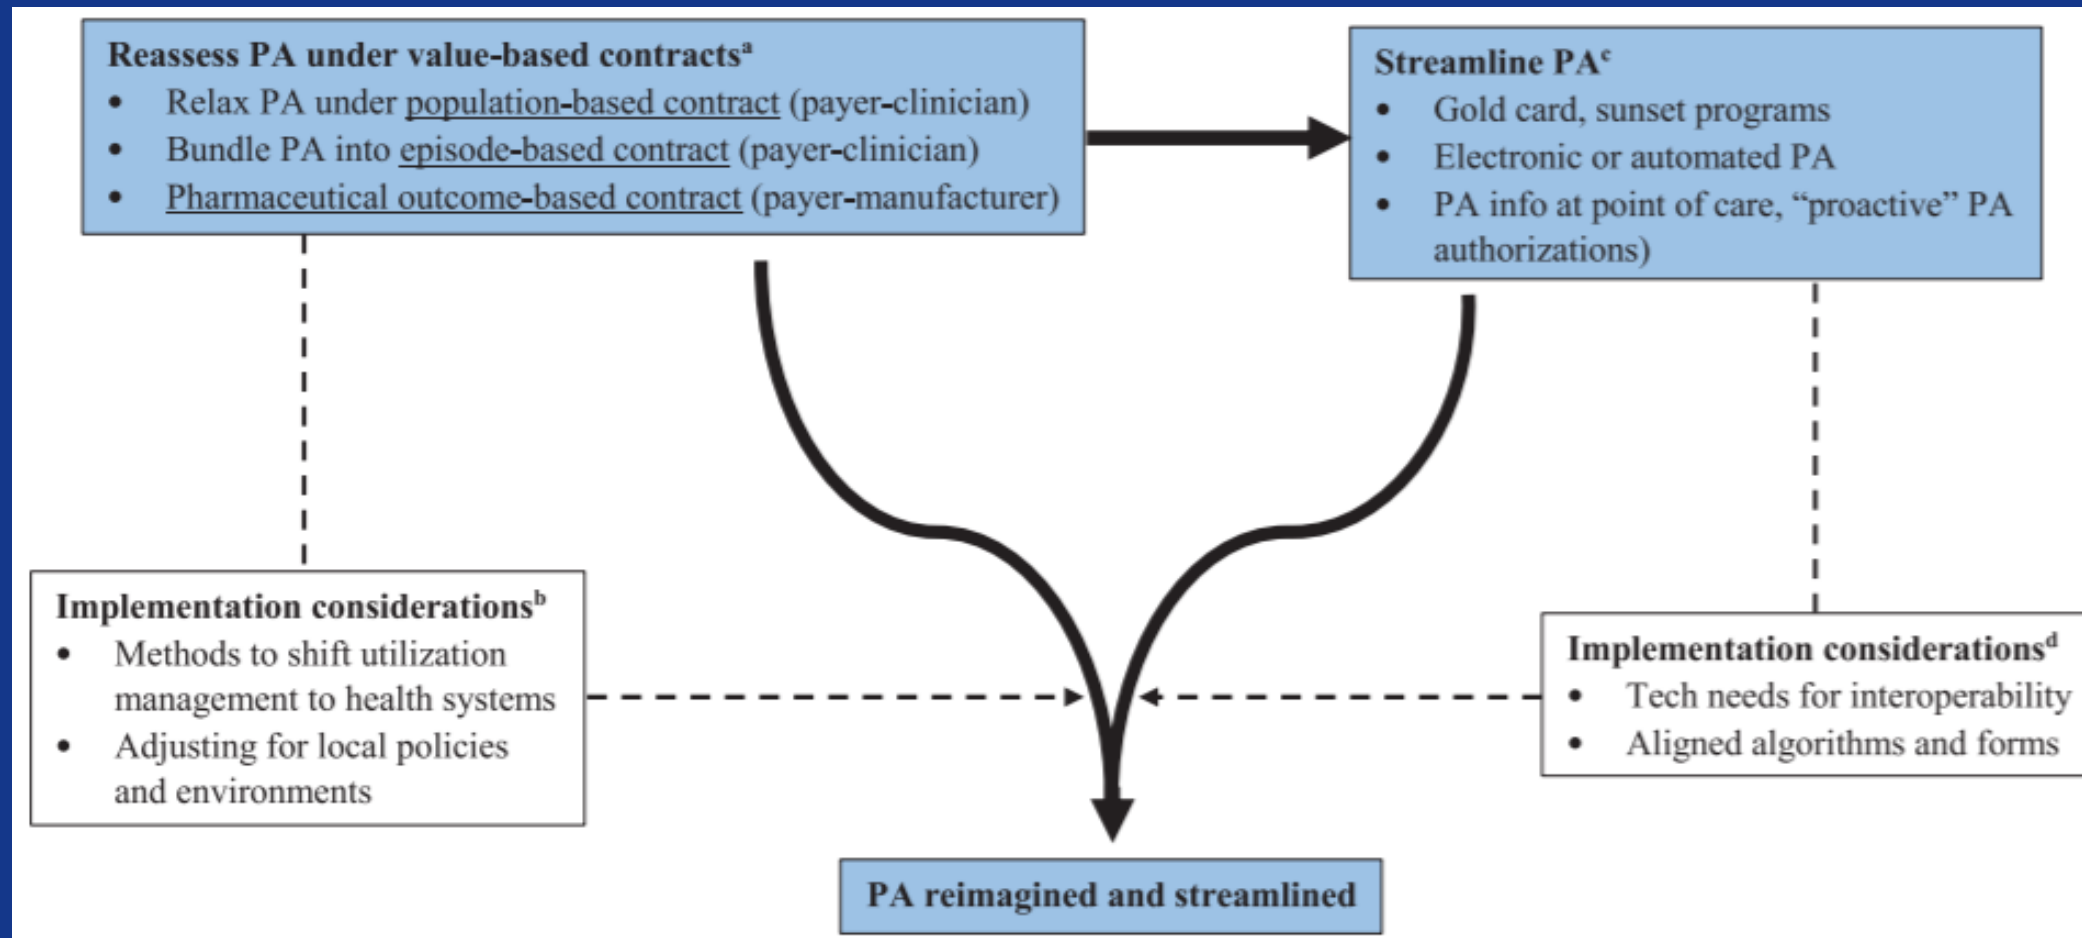 Reassess PA under value-based contractsᵃ
• Relax PA under population-based contract (payer-clinician)
• Bundle PA into episode-based contract (payer-clinician)
• Pharmaceutical outcome-based contract (payer-manufacturer)
Streamline PAᶜ
• Gold card, sunset programs
• Electronic or automated PA
• PA info at point of care, “proactive” PA
authorizations)
Implementation considerationsᵇ
• Methods to shift utilization
management to health systems
• Adjusting for local policies
and environments
Implementation considerationsᵈ
• Tech needs for interoperability
• Aligned algorithms and forms
PA reimagined and streamlined